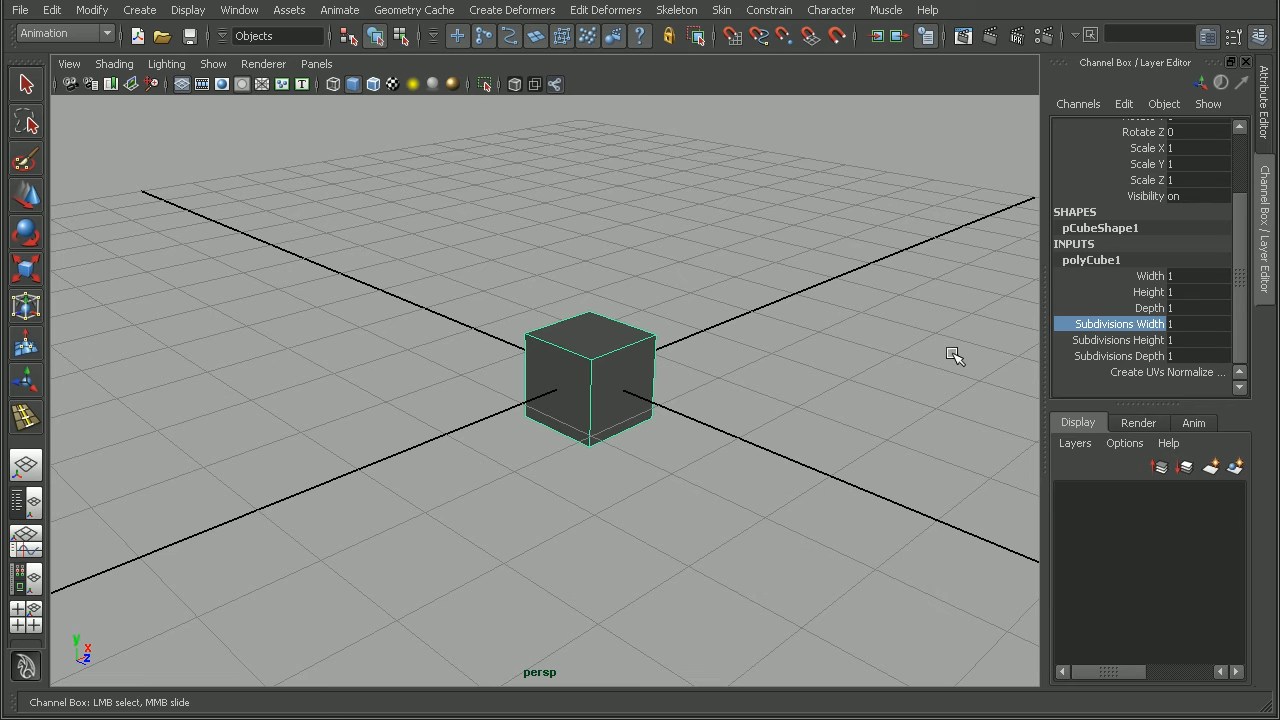 File Edit Modify Create Display Window Assets Animate Geometry Cache Create Deformers Edit Deformers Skeleton Skin Constrain Character Muscle Help
Animation
Objects
View Shading Lighting Show Renderer Panels
Channel Box / Layer Editor
Channels Edit Object Show
Rotate Z 0
Scale X 1
Scale Y 1
Scale Z 1
Visibility on
SHAPES
pCubeShape1
INPUTS
polyCube1
Width 1
Height 1
Depth 1
Subdivisions Width 1
Subdivisions Height 1
Subdivisions Depth 1
Create UVs Normalize ...
Display Render Anim
Layers Options Help
Attribute Editor
Channel Box / Layer Editor
y
x
z
persp
Channel Box: LMB select, MMB slide